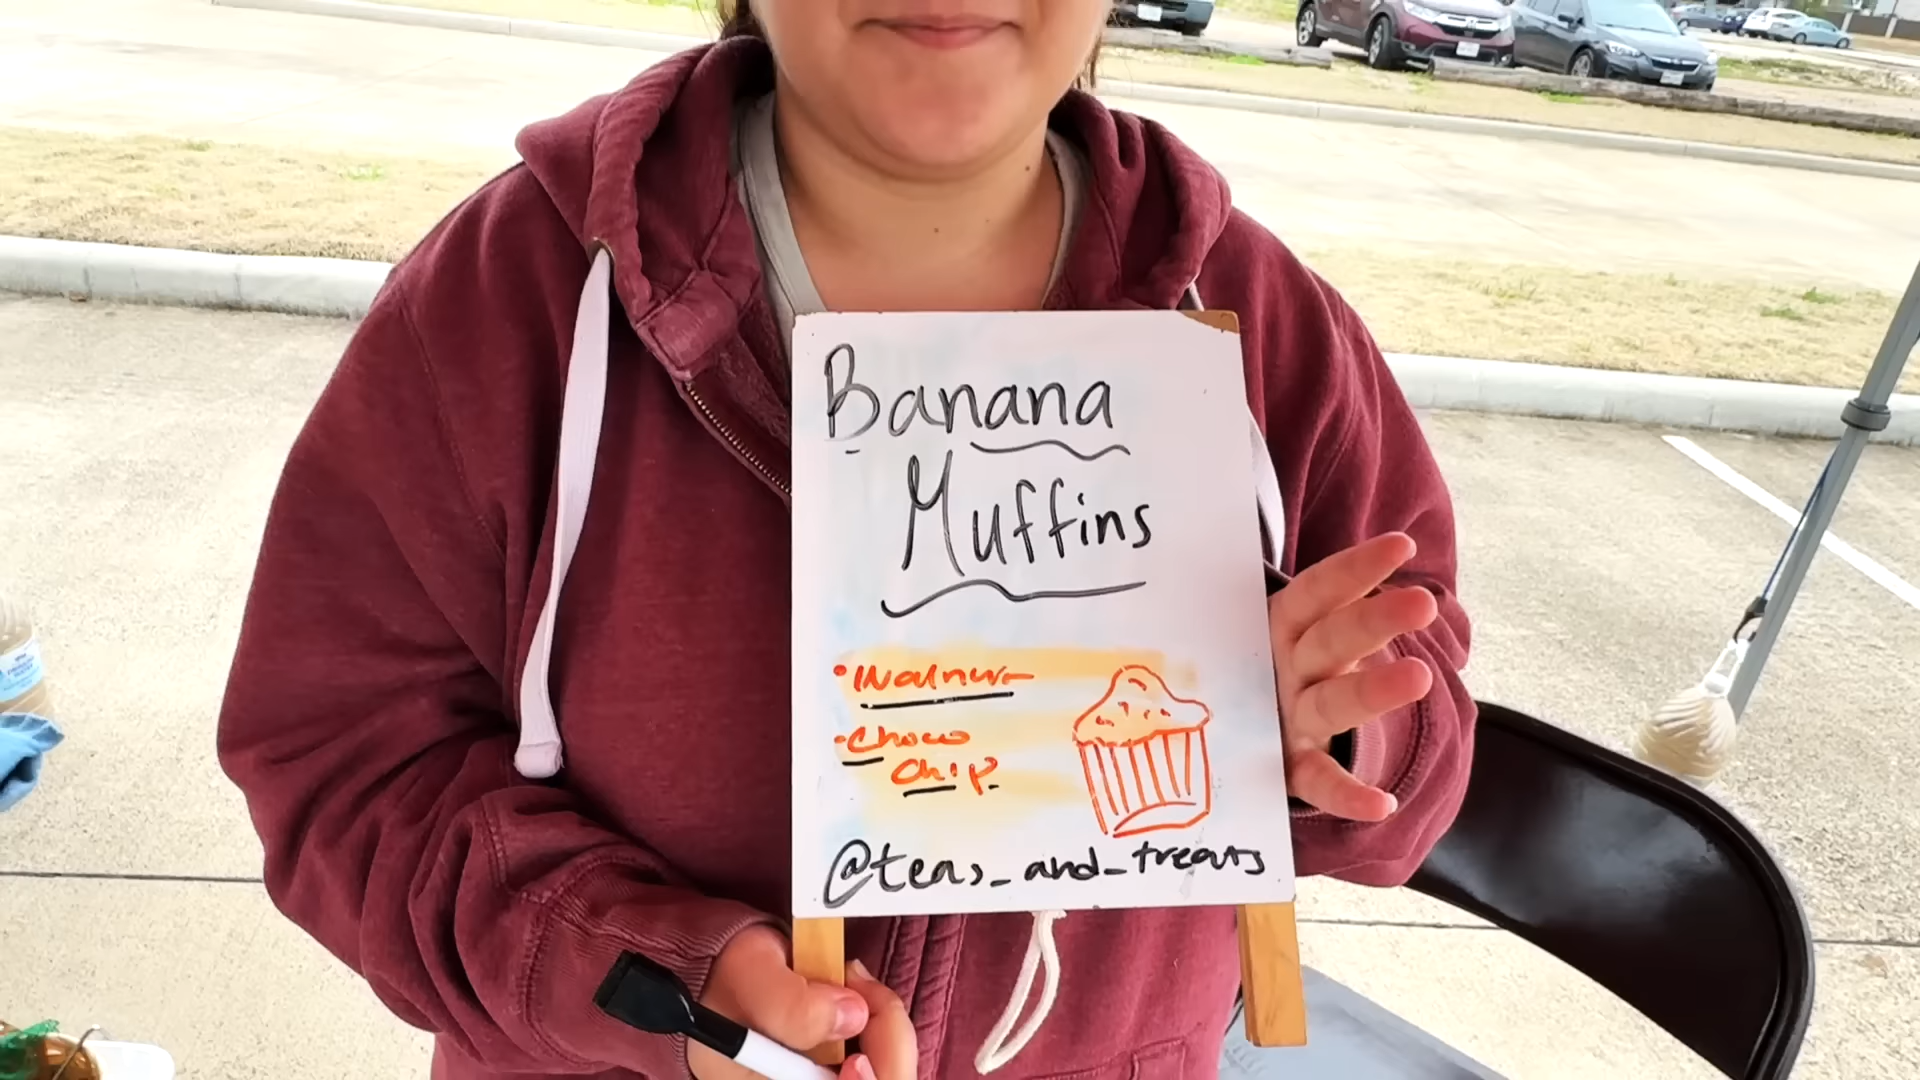 Banana
Muffins
• Walnut
• Choco
Chip
@teas_and_treats